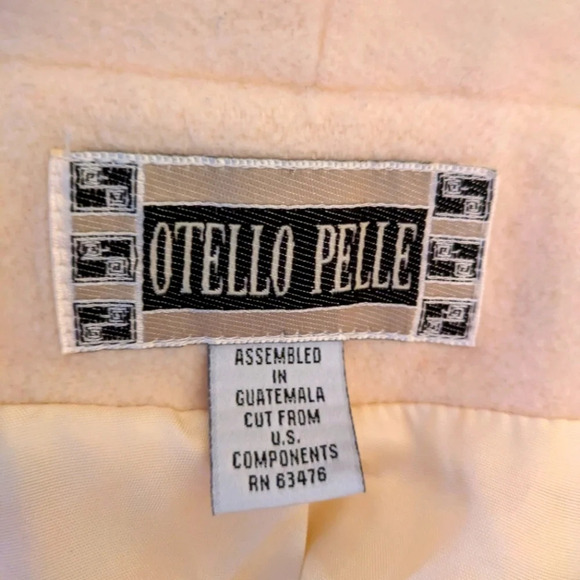 OTELLO PELLE
ASSEMBLED
IN
GUATEMALA
CUT FROM
U.S.
COMPONENTS
RN 63476